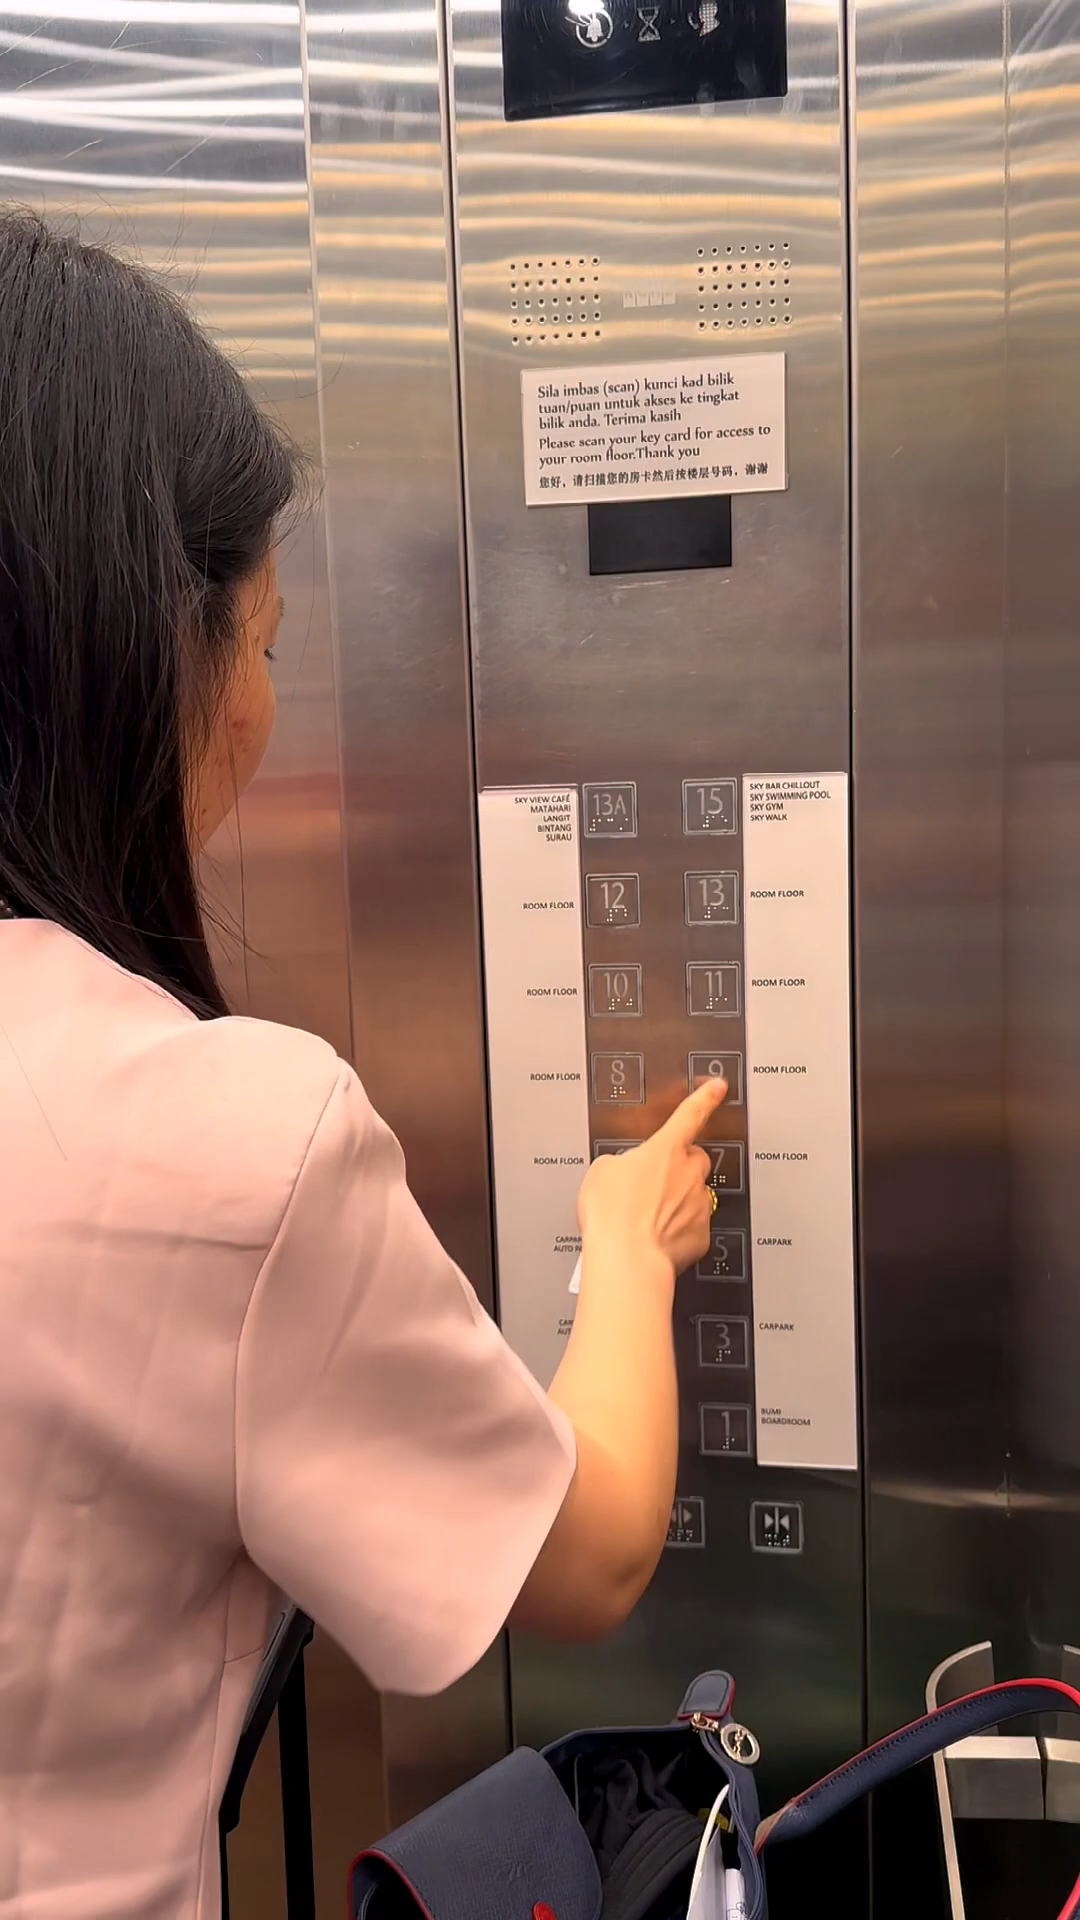 Sila imbas (scan) kunci kad bilik
tuan/puan untuk akses ke tingkat
bilik anda. Terima kasih
Please scan your key card for access to
your room floor.Thank you
您好，请扫描您的房卡然后按楼层号码，谢谢
SKY VIEW CAFÉ
MATAHARI
LANGIT
BINTANG
SURAU
13A
15
SKY BAR CHILLOUT
SKY SWIMMING POOL
SKY GYM
SKY WALK
ROOM FLOOR
12
13
ROOM FLOOR
ROOM FLOOR
10
11
ROOM FLOOR
ROOM FLOOR
8
9
ROOM FLOOR
ROOM FLOOR
7
ROOM FLOOR
AUTO
5
CARPARK
3
CARPARK
1
BUMI
BOARDROOM